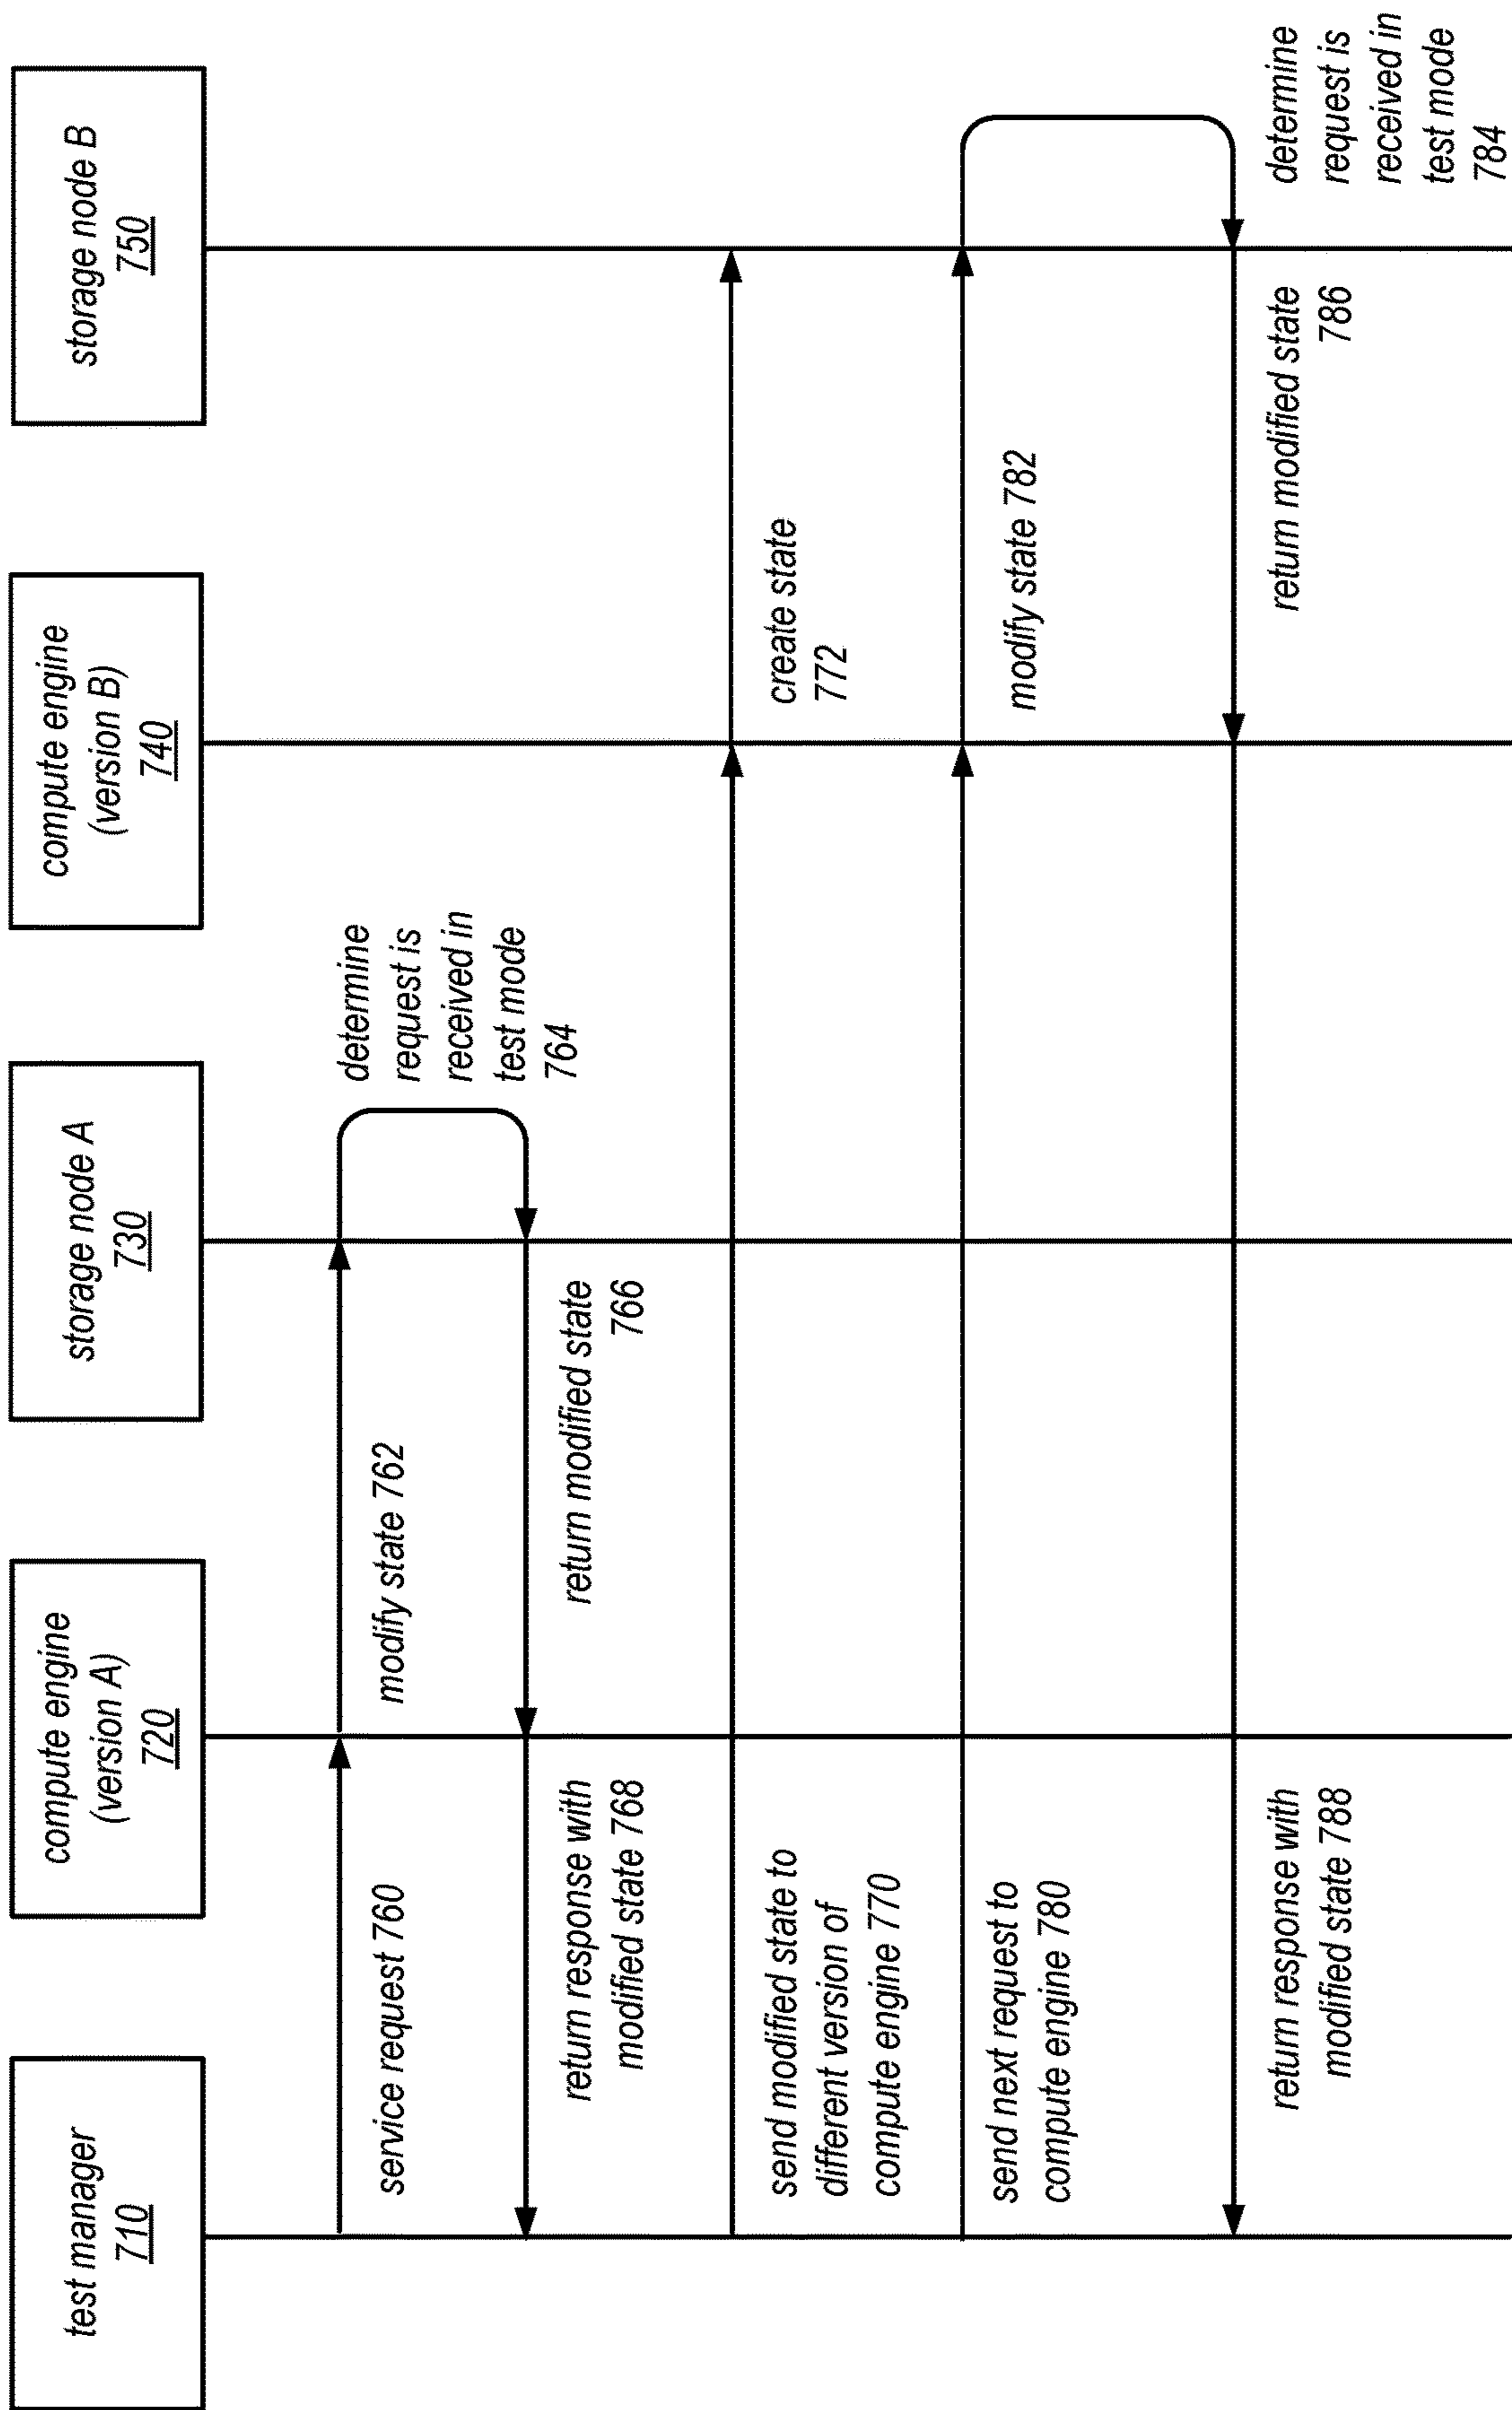 test manager
710
compute engine
(version A)
720
storage node A
730
compute engine
(version B)
740
storage node B
750
service request 760
modify state 762
determine
request is
received in
test mode
764
return response with
modified state 768
return modified state
766
send modified state to
different version of
compute engine 770
create state
772
send next request to
compute engine 780
modify state 782
determine
request is
received in
test mode
784
return response with
modified state 788
return modified state
786